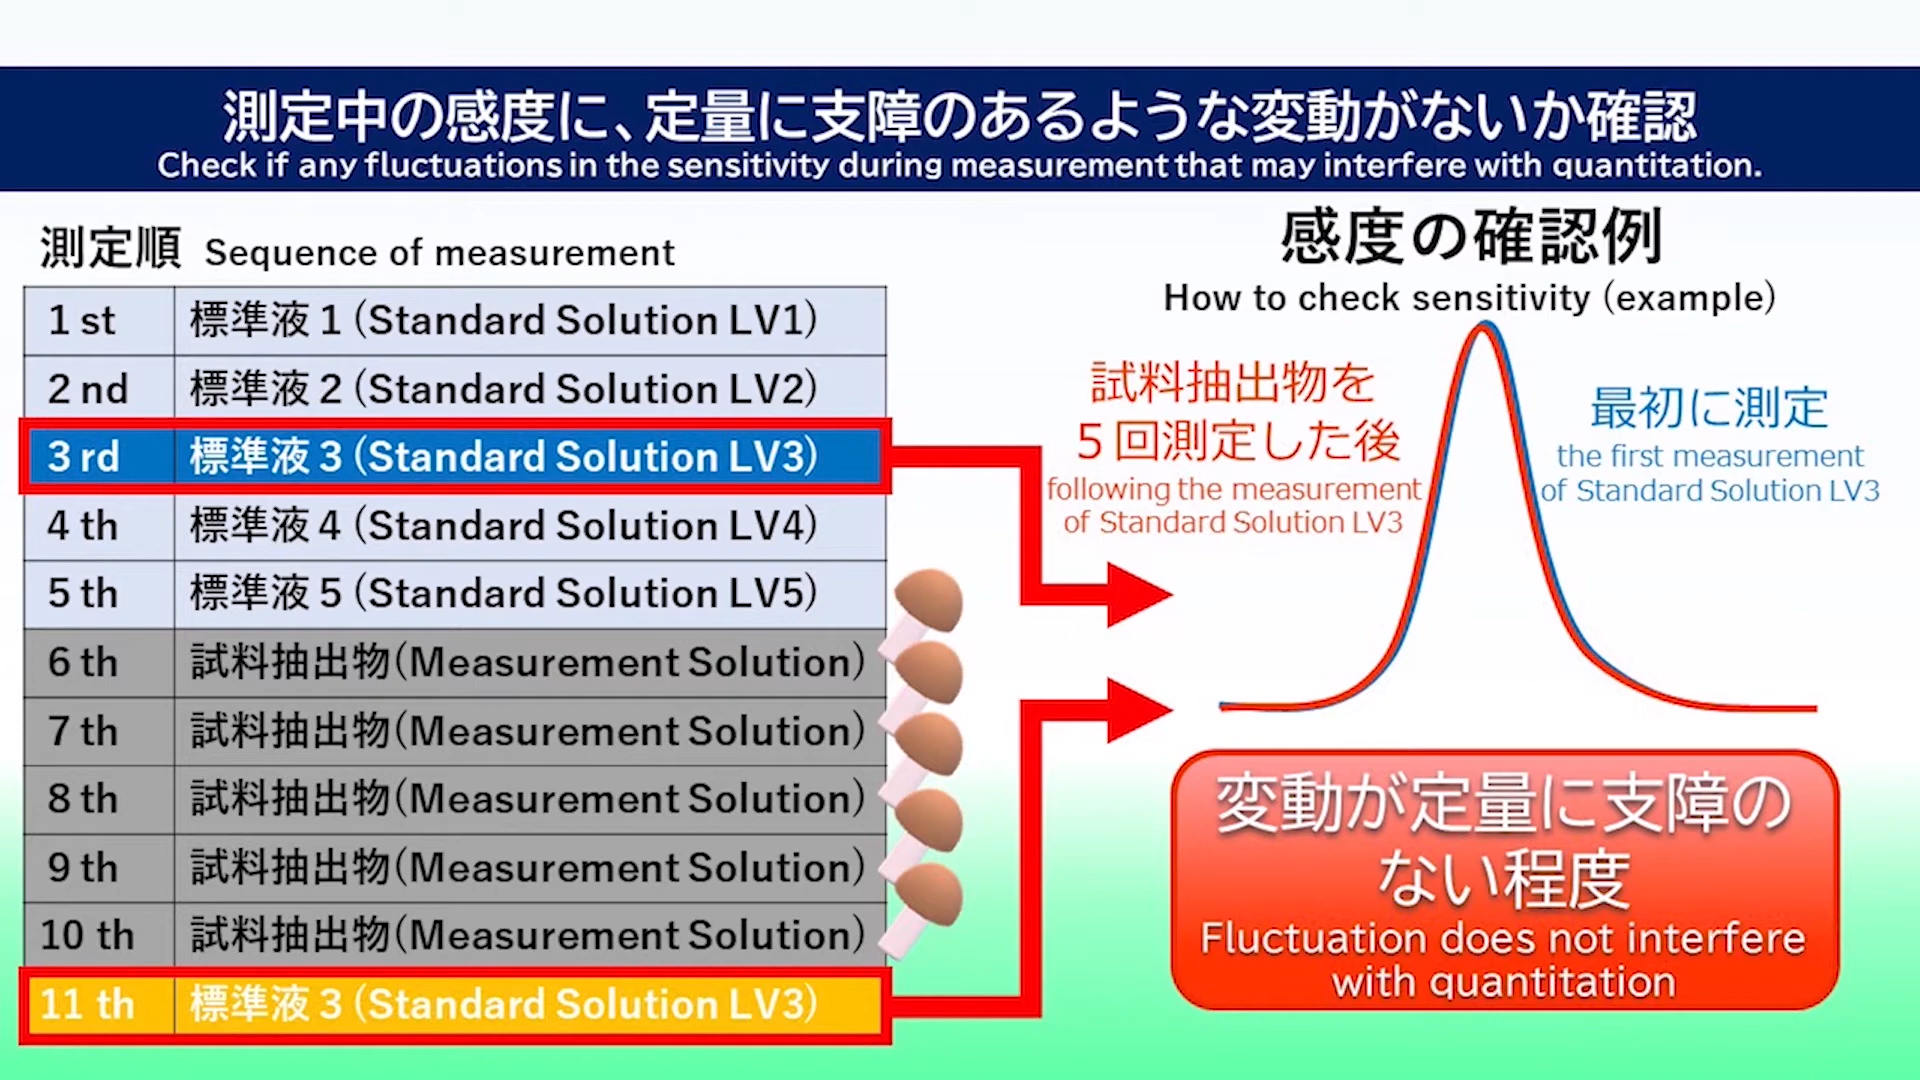 測定中の感度に、定量に支障のあるような変動がないか確認
Check if any fluctuations in the sensitivity during measurement that may interfere with quantitation.
測定順 Sequence of measurement
1 st 標準液1 (Standard Solution LV1)
2 nd 標準液2 (Standard Solution LV2)
3 rd 標準液3 (Standard Solution LV3)
4 th 標準液4 (Standard Solution LV4)
5 th 標準液5 (Standard Solution LV5)
6 th 試料抽出物(Measurement Solution)
7 th 試料抽出物(Measurement Solution)
8 th 試料抽出物(Measurement Solution)
9 th 試料抽出物(Measurement Solution)
10 th 試料抽出物(Measurement Solution)
11 th 標準液3 (Standard Solution LV3)
感度の確認例
How to check sensitivity (example)
試料抽出物を
5回測定した後
following the measurement
of Standard Solution LV3
最初に測定
the first measurement
of Standard Solution LV3
変動が定量に支障の
ない程度
Fluctuation does not interfere
with quantitation